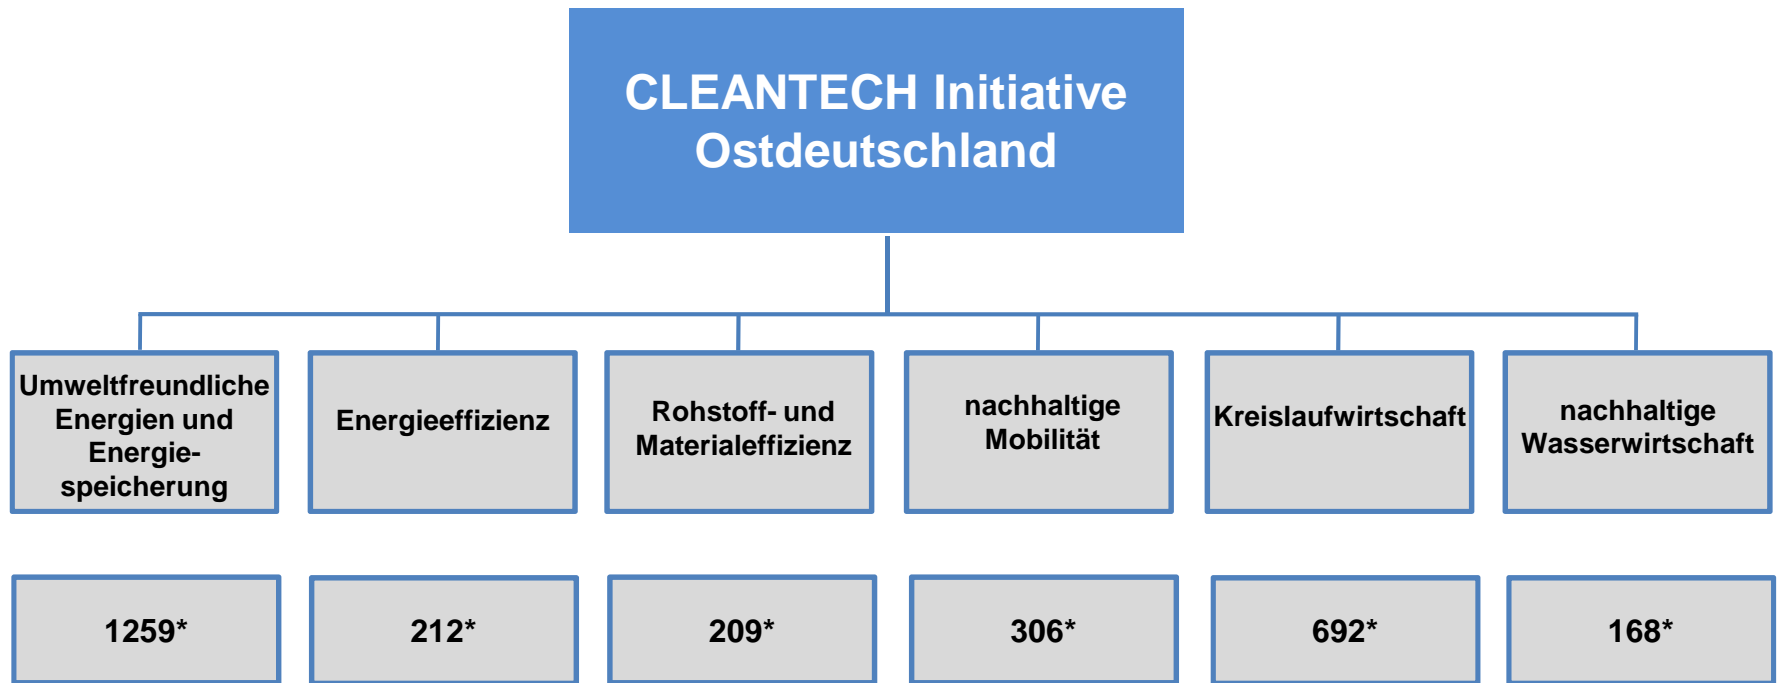 CLEANTECH Initiative
Ostdeutschland
Umweltfreundliche
Energien und
Energie-
speicherung
Energieeffizienz
Rohstoff- und
Materialeffizienz
nachhaltige
Mobilität
Kreislaufwirtschaft
nachhaltige
Wasserwirtschaft
1259*
212*
209*
306*
692*
168*